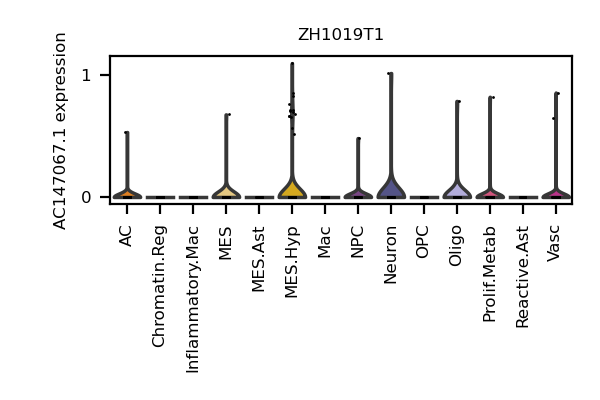 ZH1019T1
AC147067.1 expression
1
0
AC
Chromatin.Reg
Inflammatory.Mac
MES
MES.Ast
MES.Hyp
Mac
NPC
Neuron
OPC
Oligo
Prolif.Metab
Reactive.Ast
Vasc